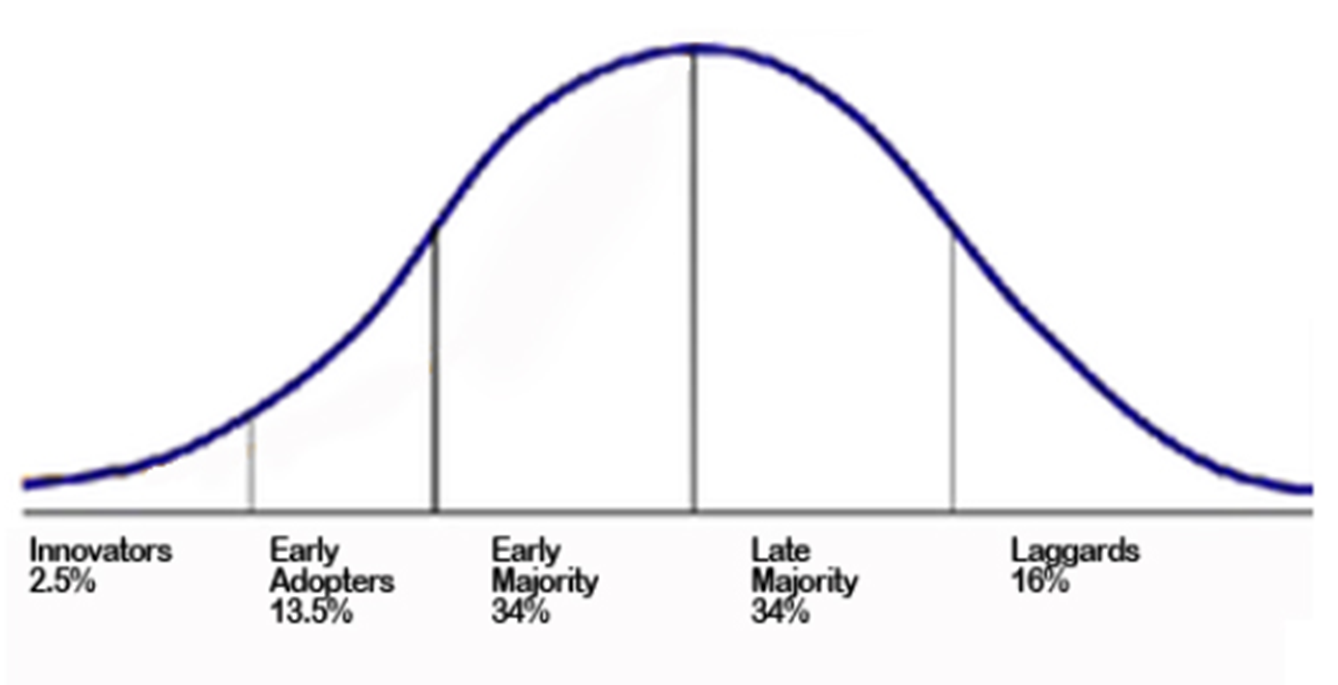 Innovators
2.5%
Early
Adopters
13.5%
Early
Majority
34%
Late
Majority
34%
Laggards
16%